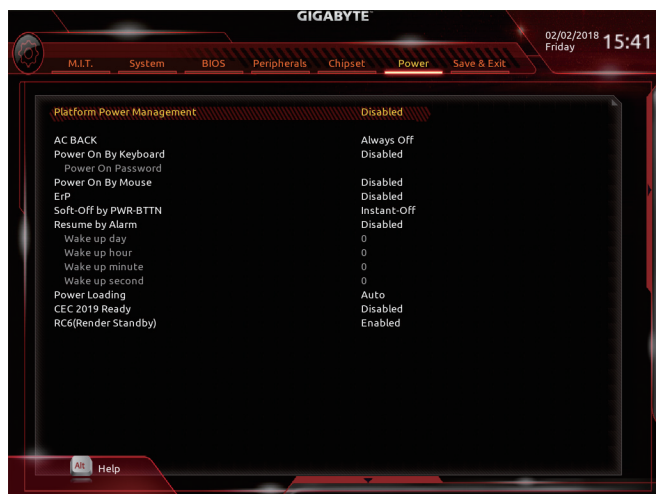 GIGABYTE™
02/02/2018 15:41
Friday
M.I.T. System BIOS Peripherals Chipset Power Save & Exit
Platform Power Management Disabled
AC BACK Always Off
Power On By Keyboard Disabled
Power On Password
Power On By Mouse Disabled
ErP Disabled
Soft-Off by PWR-BTTN Instant-Off
Resume by Alarm Disabled
Wake up day 0
Wake up hour 0
Wake up minute 0
Wake up second 0
Power Loading Auto
CEC 2019 Ready Disabled
RC6(Render Standby) Enabled
Alt Help